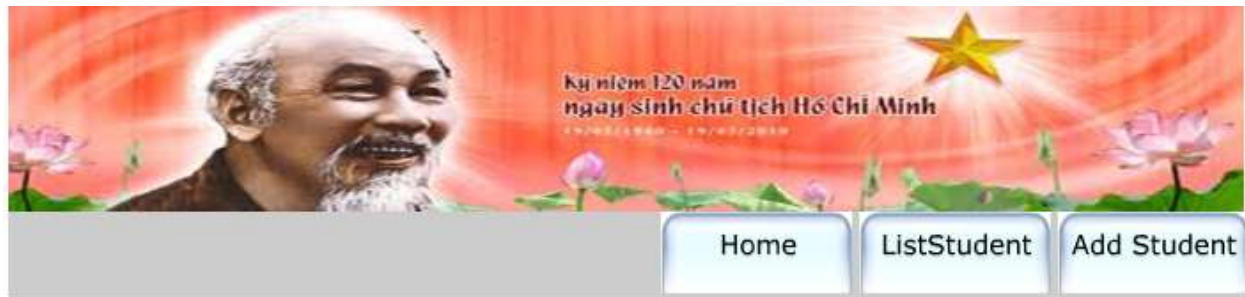 Kỷ niệm 120 năm
ngày sinh chủ tịch Hồ Chí Minh
Home
ListStudent
Add Student